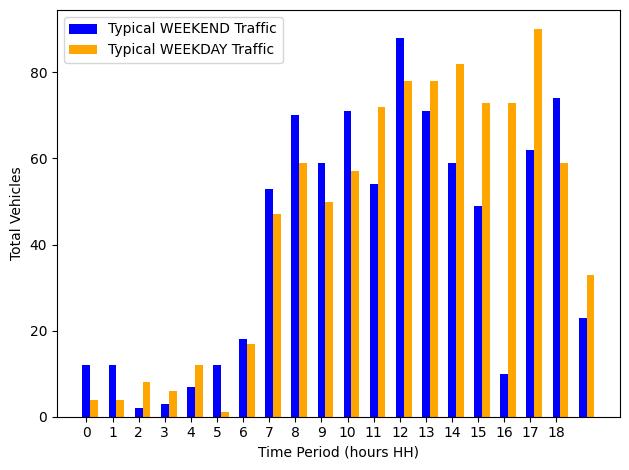 Typical WEEKEND Traffic
Typical WEEKDAY Traffic
80
60
40
20
0
Total Vehicles
0 1 2 3 4 5 6 7 8 9 10 11 12 13 14 15 16 17 18
Time Period (hours HH)